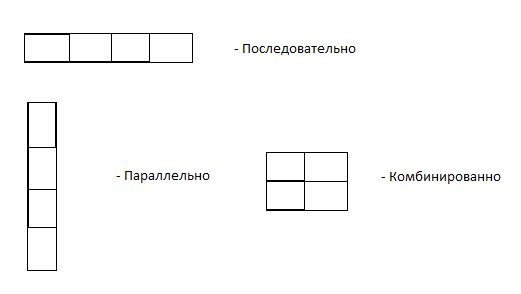 - Последовательно
- Параллельно
- Комбинированно